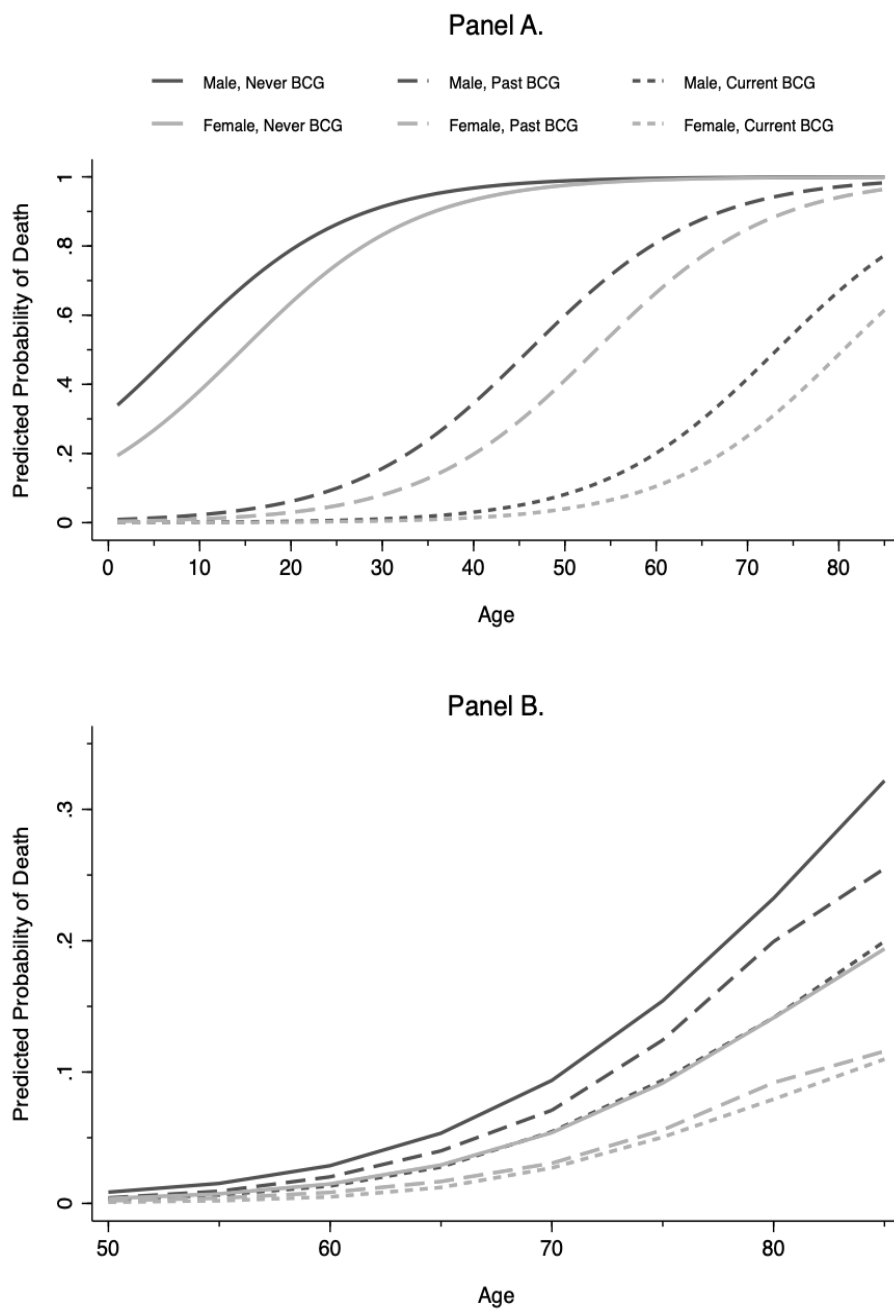 Panel A.
Male, Never BCG Male, Past BCG Male, Current BCG
Female, Never BCG Female, Past BCG Female, Current BCG
Predicted Probability of Death
1
.8
.6
.4
.2
0
0 10 20 30 40 50 60 70 80
Age
Panel B.
Predicted Probability of Death
.3
.2
.1
0
50 60 70 80
Age